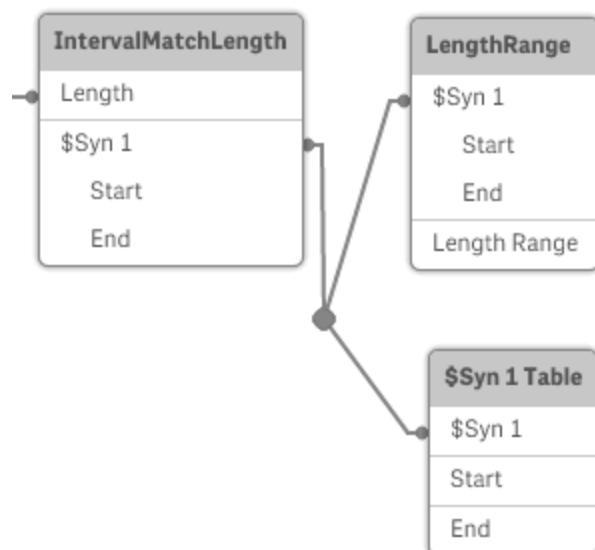 IntervalMatchLength
Length
$Syn 1
Start
End
LengthRange
$Syn 1
Start
End
Length Range
$Syn 1 Table
$Syn 1
Start
End